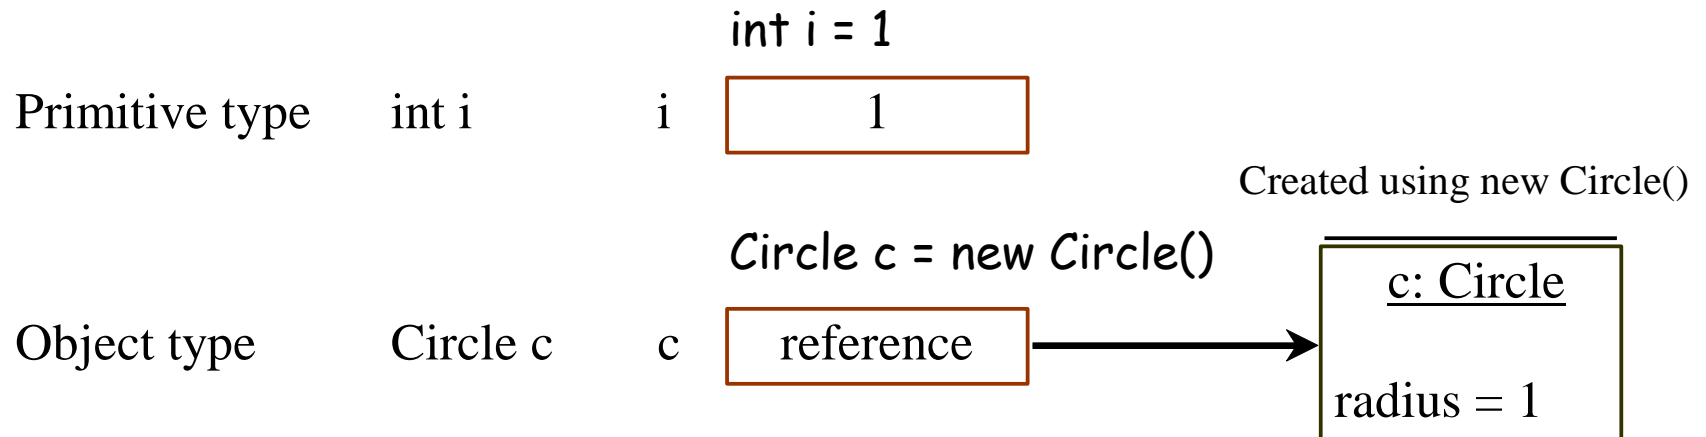 int i = 1
Primitive type int i i 1
Created using new Circle()
Circle c = new Circle()
c: Circle
Object type Circle c c reference
radius = 1